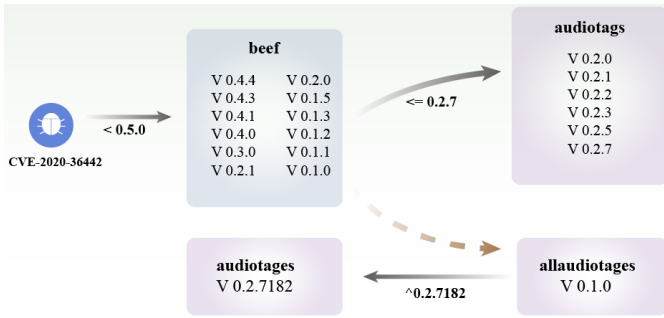 CVE-2020-36442
< 0.5.0
beef
V 0.4.4 V 0.2.0
V 0.4.3 V 0.1.5
V 0.4.1 V 0.1.3
V 0.4.0 V 0.1.2
V 0.3.0 V 0.1.1
V 0.2.1 V 0.1.0
<= 0.2.7
audiotags
V 0.2.0
V 0.2.1
V 0.2.2
V 0.2.3
V 0.2.5
V 0.2.7
audiotages
V 0.2.7182
^0.2.7182
allaudiotages
V 0.1.0